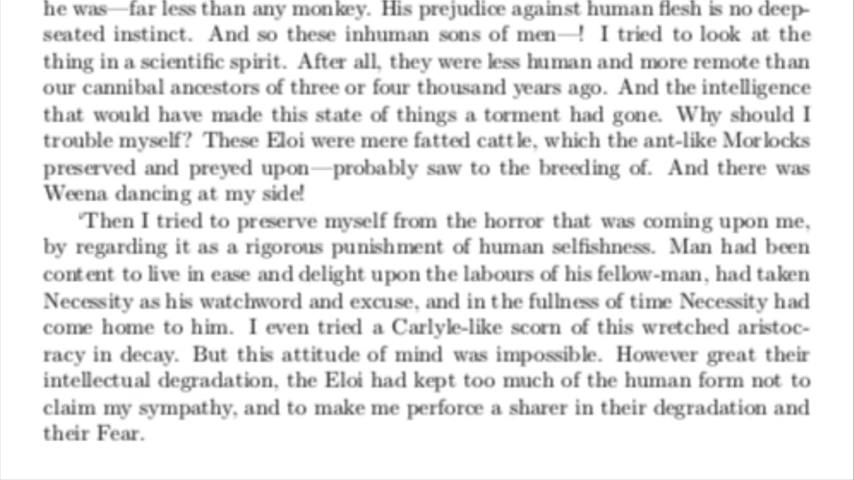 he was—far less than any monkey. His prejudice against human flesh is no deep-
seated instinct. And so these inhuman sons of men—! I tried to look at the
thing in a scientific spirit. After all, they were less human and more remote than
our cannibal ancestors of three or four thousand years ago. And the intelligence
that would have made this state of things a torment had gone. Why should I
trouble myself? These Eloi were mere fatted cattle, which the ant-like Morlocks
preserved and preyed upon—probably saw to the breeding of. And there was
Weena dancing at my side!
‘Then I tried to preserve myself from the horror that was coming upon me,
by regarding it as a rigorous punishment of human selfishness. Man had been
content to live in ease and delight upon the labours of his fellow-man, had taken
Necessity as his watchword and excuse, and in the fullness of time Necessity had
come home to him. I even tried a Carlyle-like scorn of this wretched aristoc-
racy in decay. But this attitude of mind was impossible. However great their
intellectual degradation, the Eloi had kept too much of the human form not to
claim my sympathy, and to make me perforce a sharer in their degradation and
their Fear.